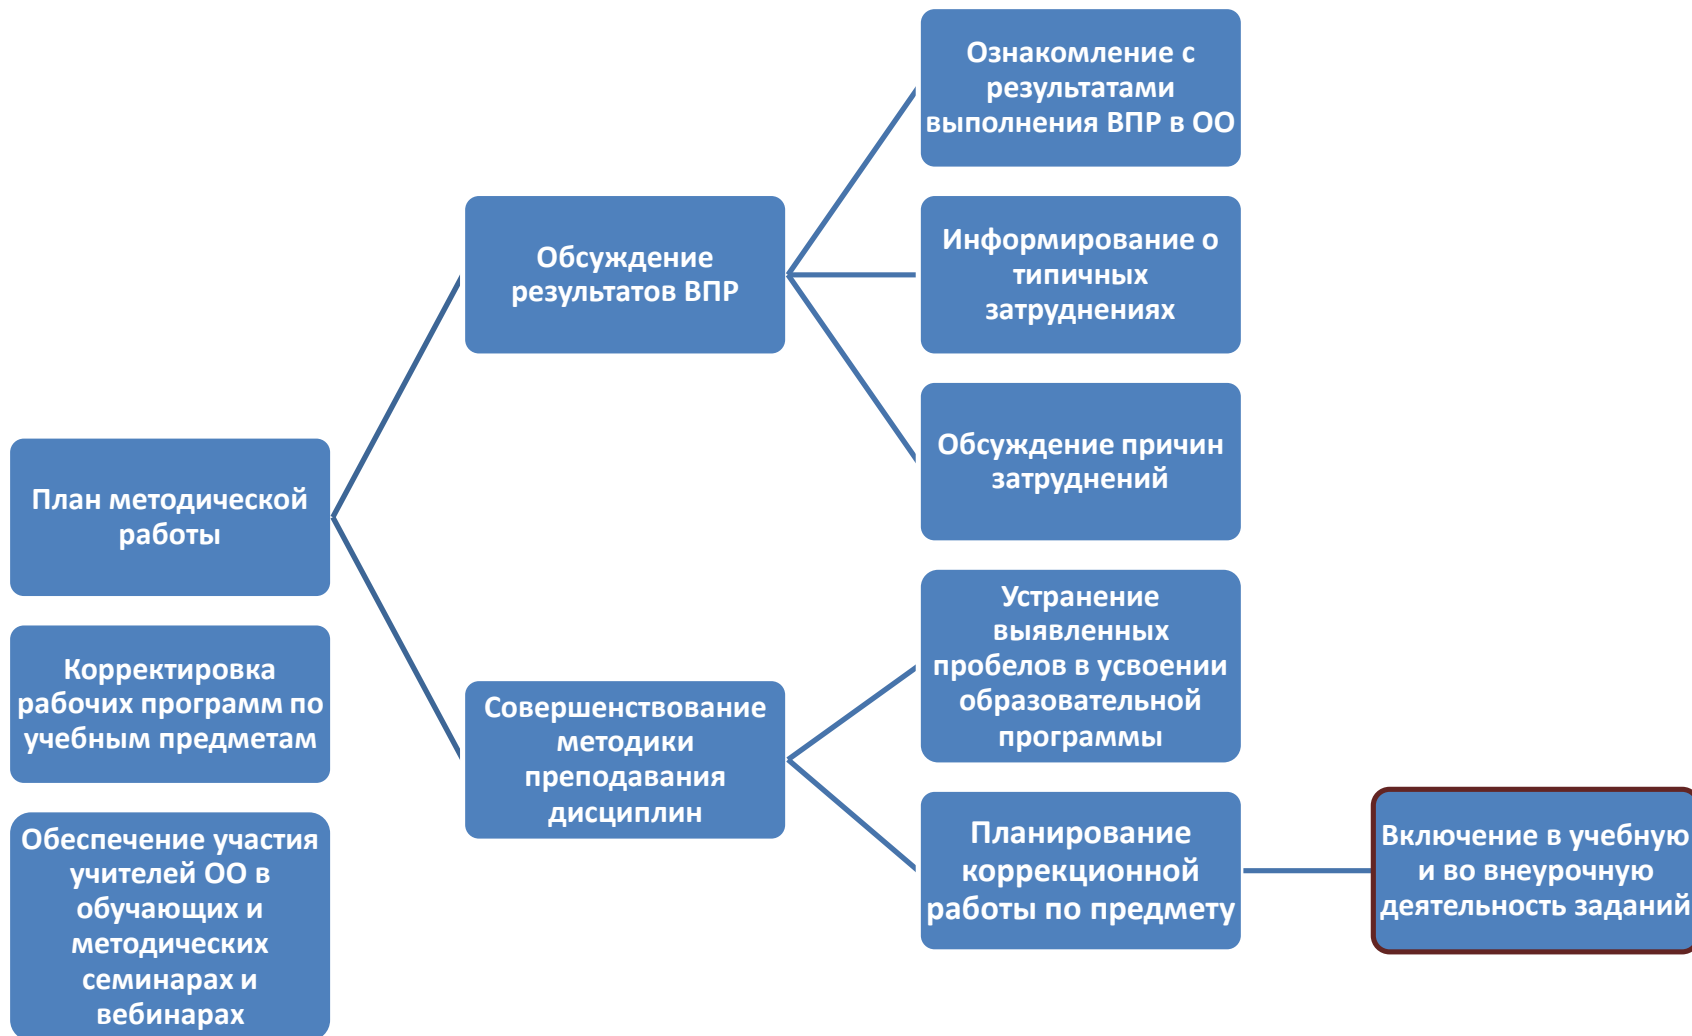 Ознакомление с
результатами
выполнения ВПР в ОО
Обсуждение
результатов ВПР
Информирование о
типичных
затруднениях
Обсуждение причин
затруднений
План методической
работы
Корректировка
рабочих программ по
учебным предметам
Обеспечение участия
учителей ОО в
обучающих и
методических
семинарах и
вебинарах
Совершенствование
методики
преподавания
дисциплин
Устранение
выявленных
пробелов в усвоении
образовательной
программы
Планирование
коррекционной
работы по предмету
Включение в учебную
и во внеурочную
деятельность заданий